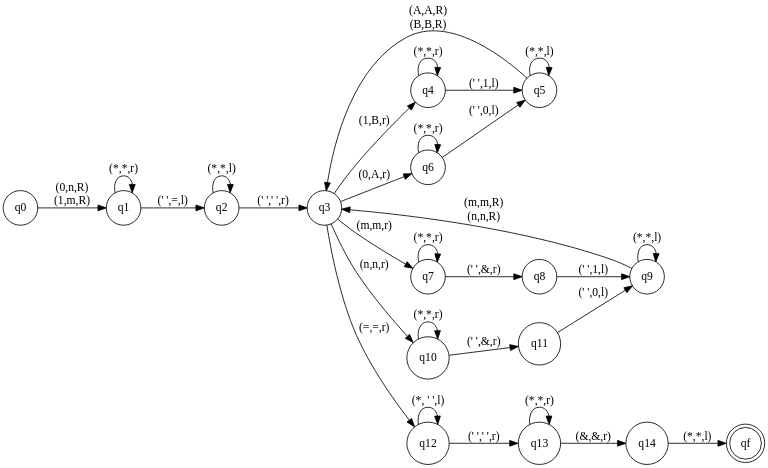 (A,A,R)
(B,B,R)
(*,*,r)
(*,*,l)
q4
(' ',1,l)
q5
(1,B,r)
(*,*,r)
(' ',0,l)
q6
(0,A,r)
(*,*,r)
(*,*,l)
(0,n,R)
(1,m,R)
q0
q1
(' ',=,l)
q2
(' ',' ',r)
q3
(m,m,R)
(n,n,R)
(m,m,r)
(*,*,r)
(*,*,l)
(n,n,r)
q7
(' ',&,r)
q8
(' ',1,l)
q9
(' ',0,l)
(*,*,r)
(=,=,r)
q10
(' ',&,r)
q11
(*, ' ',l)
(*,*,r)
q12
(' ',' ',r)
q13
(&,&,r)
q14
(*,*,l)
qf